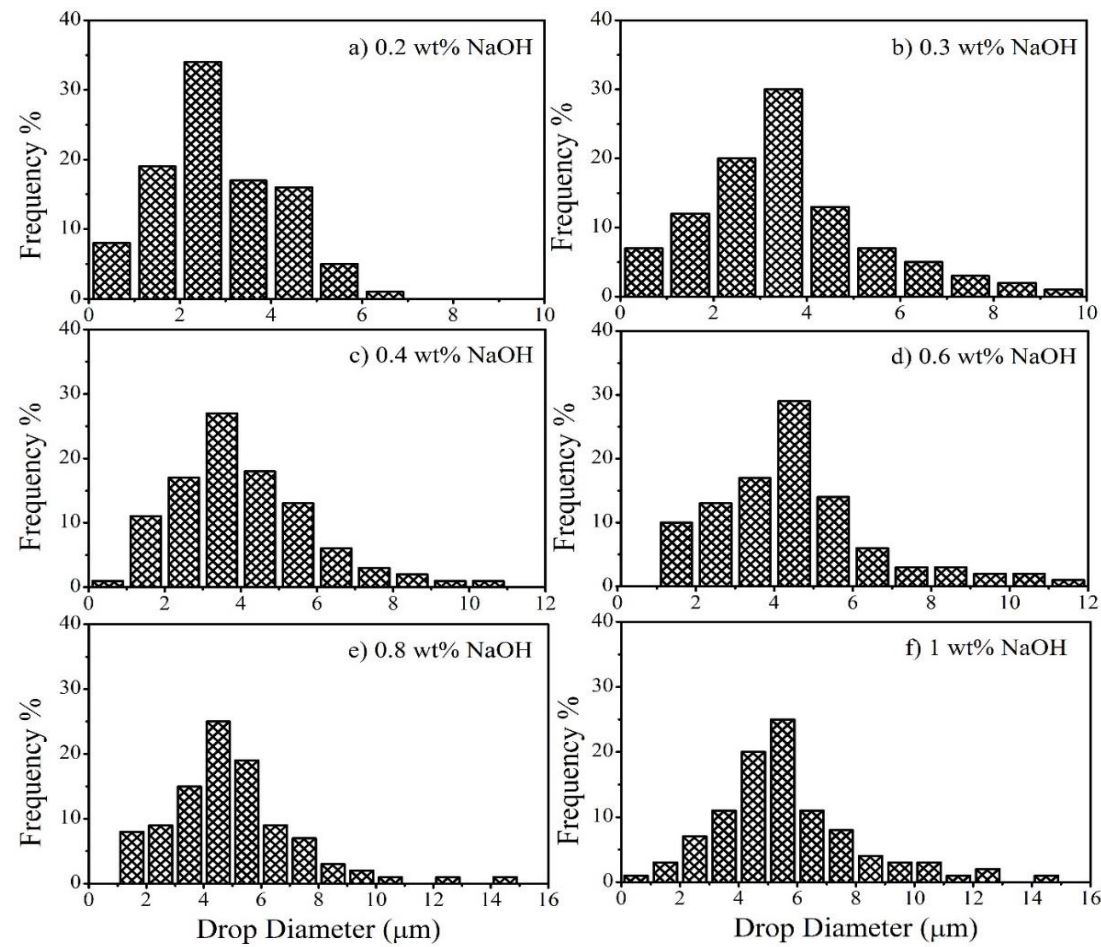 a) 0.2 wt% NaOH
Frequency %
40
30
20
10
0
0 2 4 6 8 10
b) 0.3 wt% NaOH
Frequency %
40
30
20
10
0
0 2 4 6 8 10
c) 0.4 wt% NaOH
Frequency %
40
30
20
10
0
0 2 4 6 8 10 12
d) 0.6 wt% NaOH
Frequency %
40
30
20
10
0
0 2 4 6 8 10 12
e) 0.8 wt% NaOH
Frequency %
40
30
20
10
0
0 2 4 6 8 10 12 14 16
Drop Diameter (μm)
f) 1 wt% NaOH
Frequency %
40
30
20
10
0
0 2 4 6 8 10 12 14 16
Drop Diameter (μm)